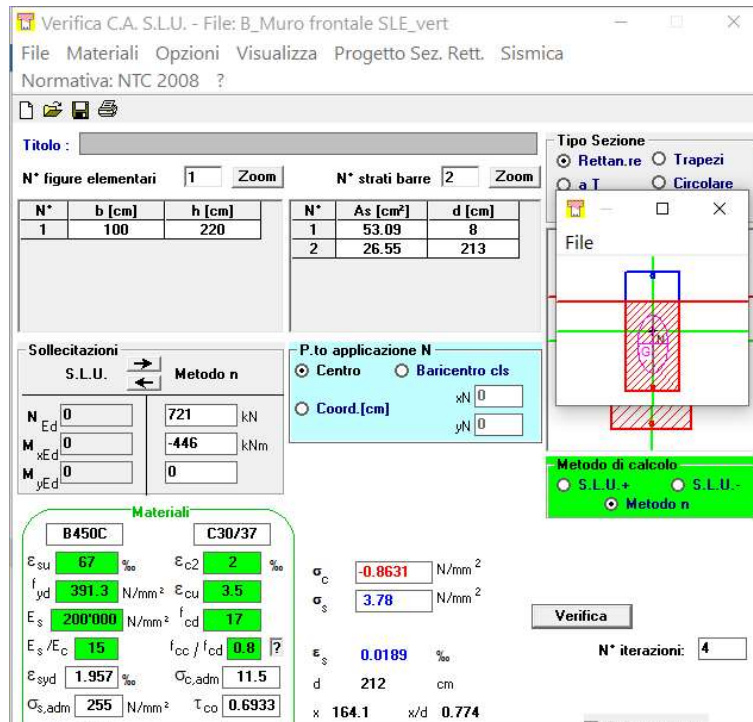 Verifica C.A. S.L.U. - File: B_Muro frontale SLE_vert
File Materiali Opzioni Visualizza Progetto Sez. Rett. Sismica
Normativa: NTC 2008 ?
Titolo :
Tipo Sezione
Rettan.re Trapezi
a T Circolare
N° figure elementari 1 Zoom
N° strati barre 2 Zoom
N° b [cm] h [cm]
1 100 220
N° As [cm²] d [cm]
1 53.09 8
2 26.55 213
File
N
G
Sollecitazioni
S.L.U. Metodo n
N Ed 0 721 kN
M xEd 0 -446 kNm
M yEd 0 0
P.to applicazione N
Centro Baricentro cls
Coord.[cm] xN 0
yN 0
Metodo di calcolo
S.L.U.+ S.L.U.-
Metodo n
Materiali
B450C C30/37
εsu 67 ‰ εc2 2 ‰
fyd 391.3 N/mm² εcu 3.5
Es 200'000 N/mm² fcd 17
Es/Ec 15 fcc / fcd 0.8 ?
εsyd 1.957 ‰ σc,adm 11.5
σs,adm 255 N/mm² τco 0.6933
σc -0.8631 N/mm²
σs 3.78 N/mm²
εs 0.0189 ‰
d 212 cm
x 164.1 x/d 0.774
Verifica
N° iterazioni: 4